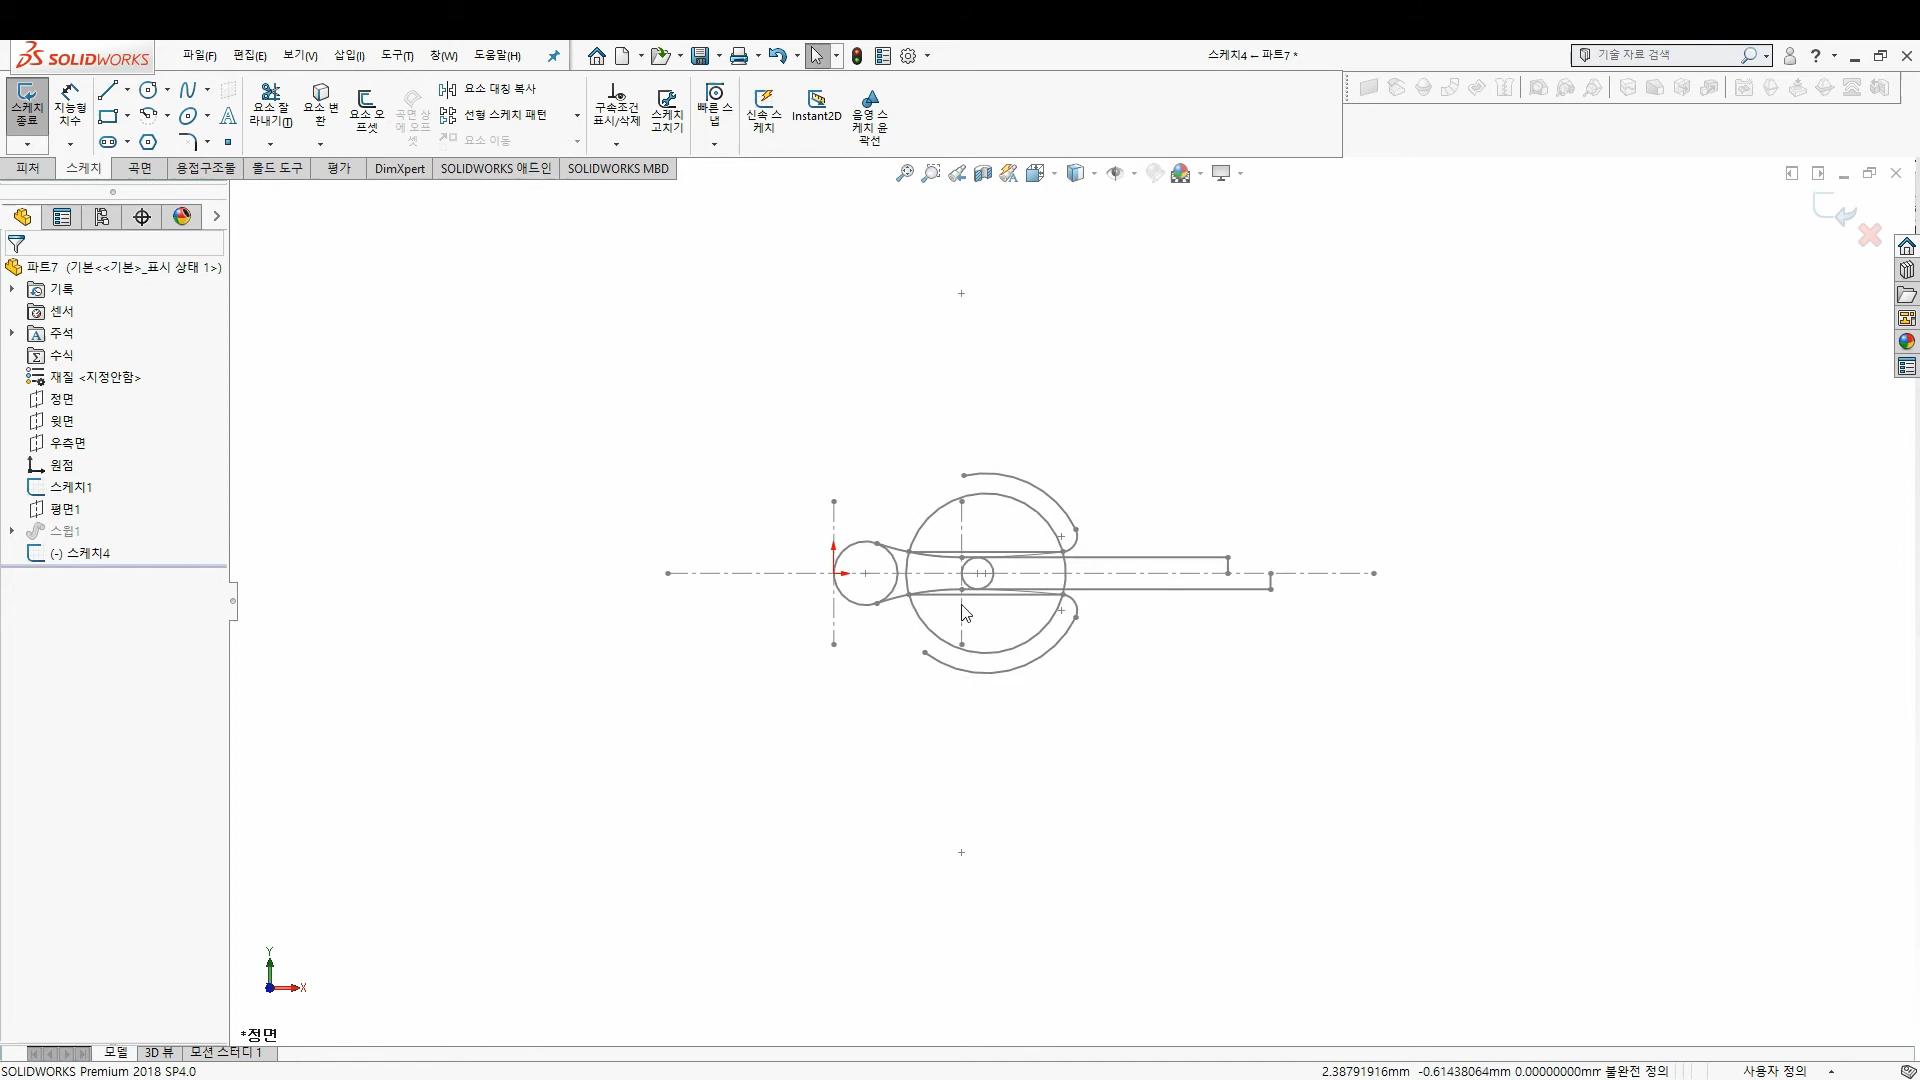 SOLIDWORKS 파일(F) 편집(E) 보기(V) 삽입(I) 도구(T) 창(W) 도움말(H) 스케치4 ← 파트7 * 기술 자료 검색 ?
스케치 종료
지능형 치수
요소 잘라내기(I)
요소 변환
요소 오프셋
곡면 상에 오프셋
요소 대칭 복사
선형 스케치 패턴
요소 이동
구속조건 표시/삭제
스케치 고치기
빠른 스냅
신속 스케치
Instant2D
음영 스케치 윤곽선
피처 스케치 곡면 용접구조물 몰드 도구 평가 DimXpert SOLIDWORKS 애드인 SOLIDWORKS MBD
파트7 (기본<<기본>_표시 상태 1>)
기록
센서
주석
수식
재질 <지정안함>
정면
윗면
우측면
원점
스케치1
평면1
스윕1
(-) 스케치4
Y
X
*정면
모델 3D 뷰 모션 스터디 1
SOLIDWORKS Premium 2018 SP4.0 2.38791916mm -0.61438064mm 0.00000000mm 불완전 정의 사용자 정의